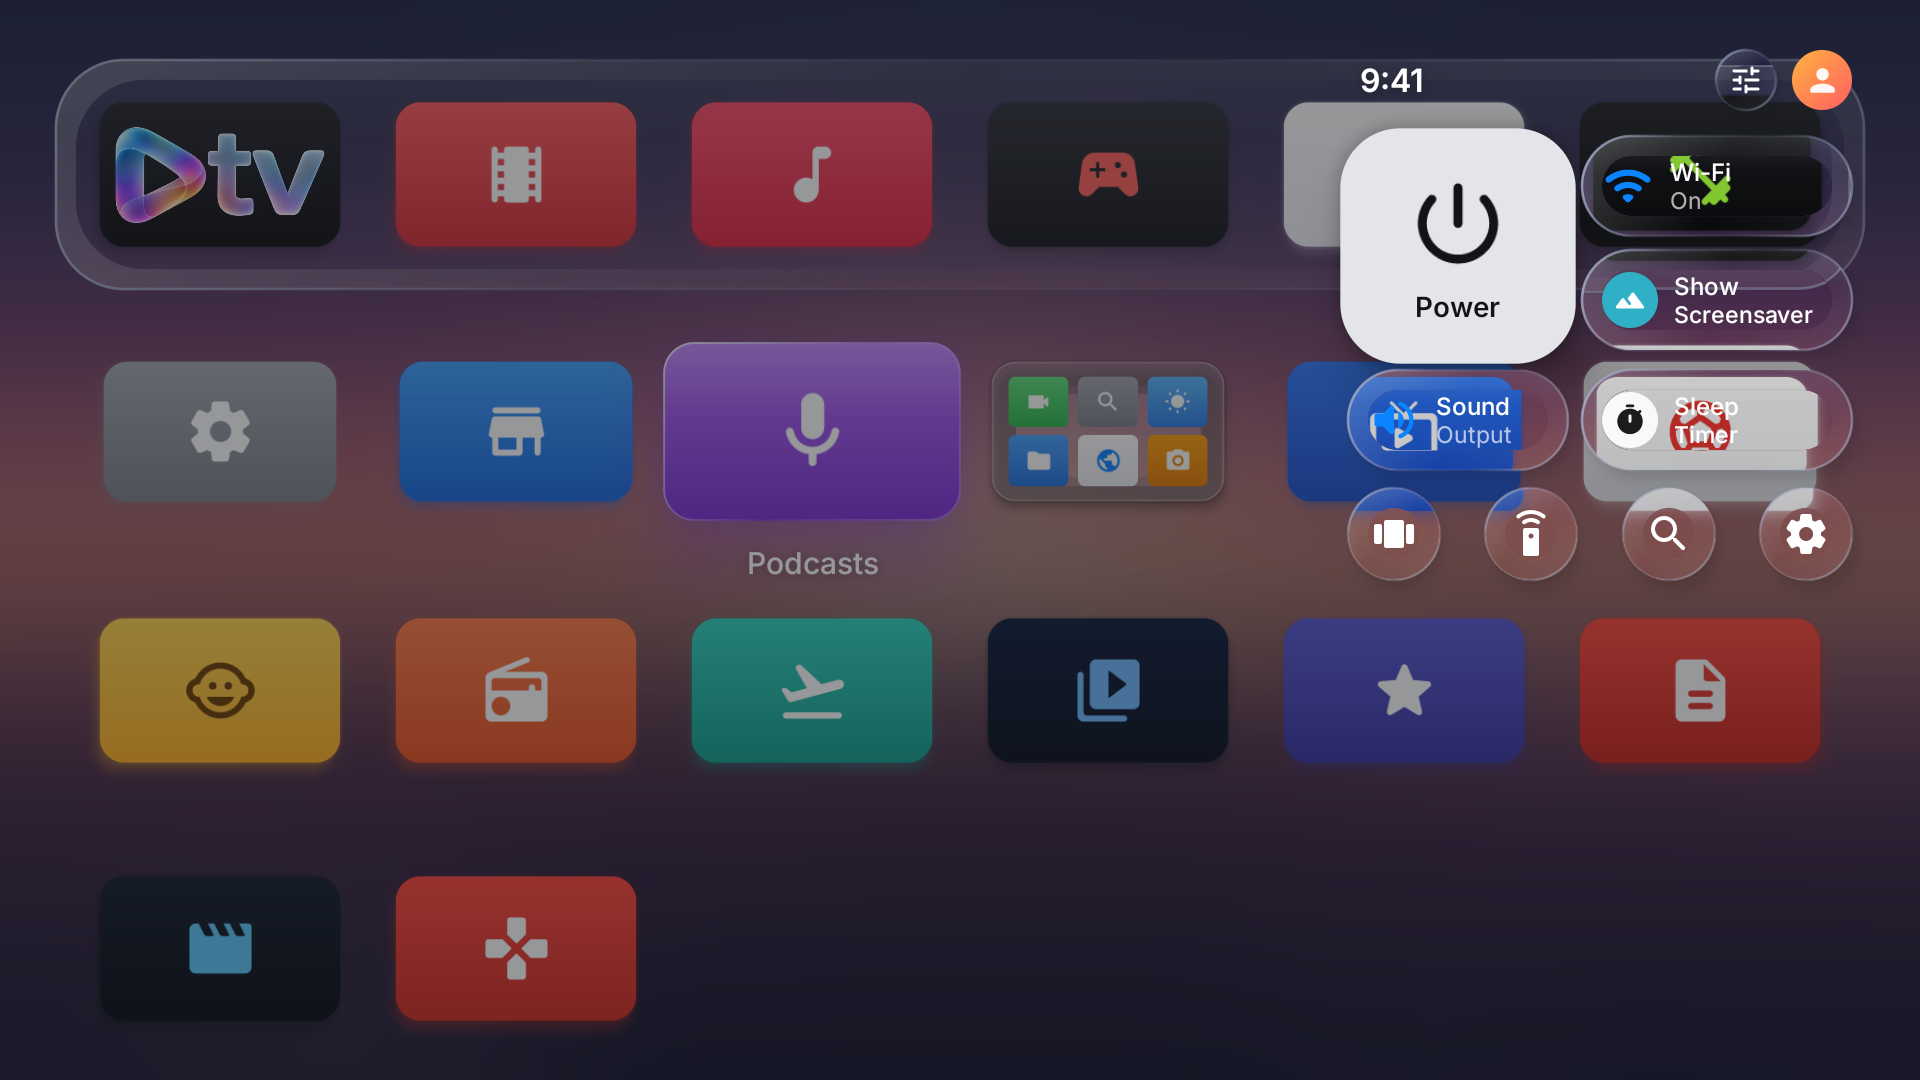 9:41
tv
Power
Wi-Fi
On
Show
Screensaver
Sound
Output
Sleep
Timer
Podcasts